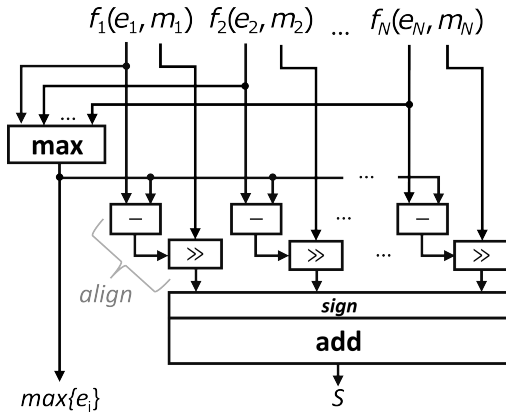 f1(e1, m1) f2(e2, m2) ... fN(eN, mN)
...
max
...
− − ... −
≫ ≫ ... ≫
align
sign
add
max{ei} S